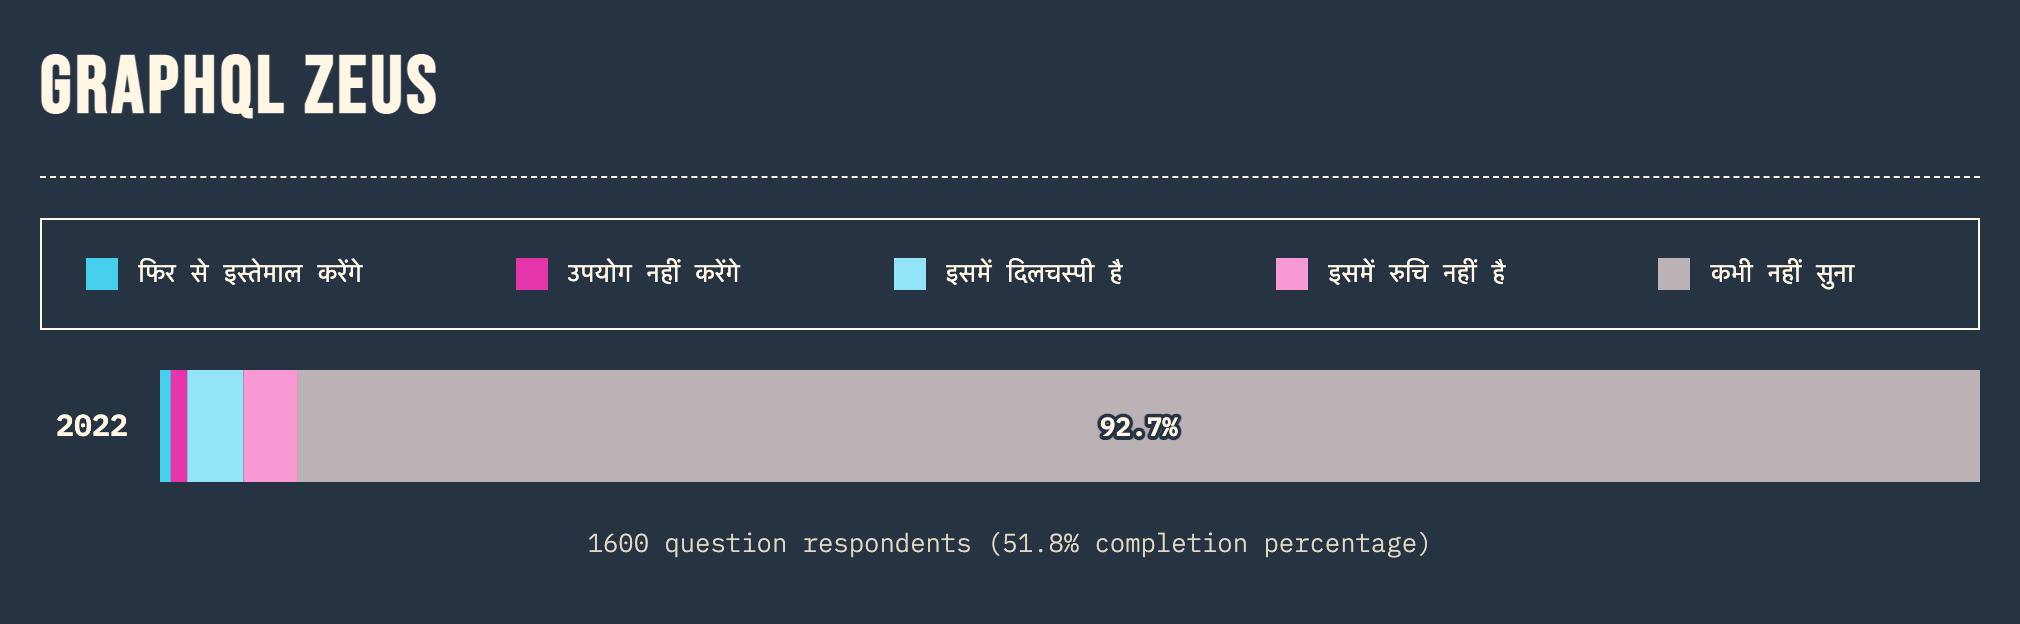 GRAPHQL ZEUS
फिर से इस्तेमाल करेंगे उपयोग नहीं करेंगे इसमें दिलचस्पी है इसमें रुचि नहीं है कभी नहीं सुना
2022 92.7%
1600 question respondents (51.8% completion percentage)